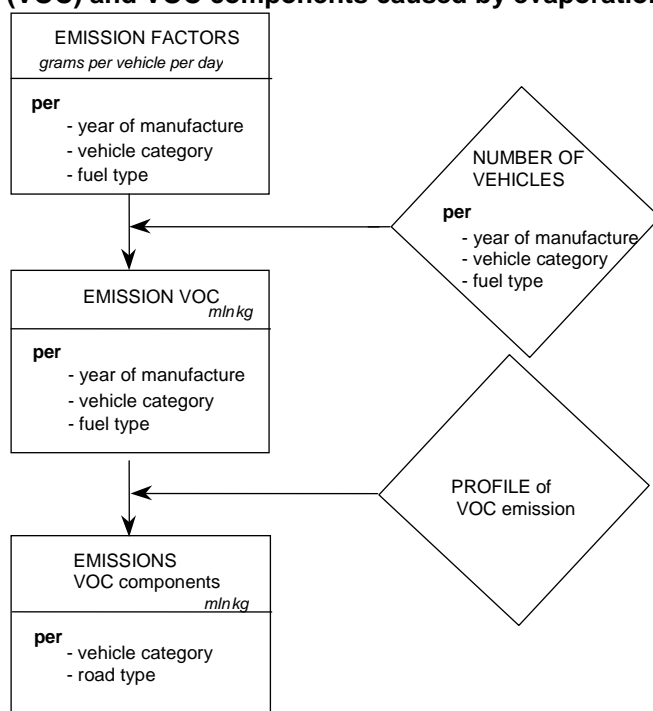 (VOC) and VOC components caused by evaporation
EMISSION FACTORS
grams per vehicle per day
per
- year of manufacture
- vehicle category
- fuel type
NUMBER OF
VEHICLES
per
- year of manufacture
- vehicle category
- fuel type
EMISSION VOC
mln kg
per
- year of manufacture
- vehicle category
- fuel type
PROFILE of
VOC emission
EMISSIONS
VOC components
mln kg
per
- vehicle category
- road type